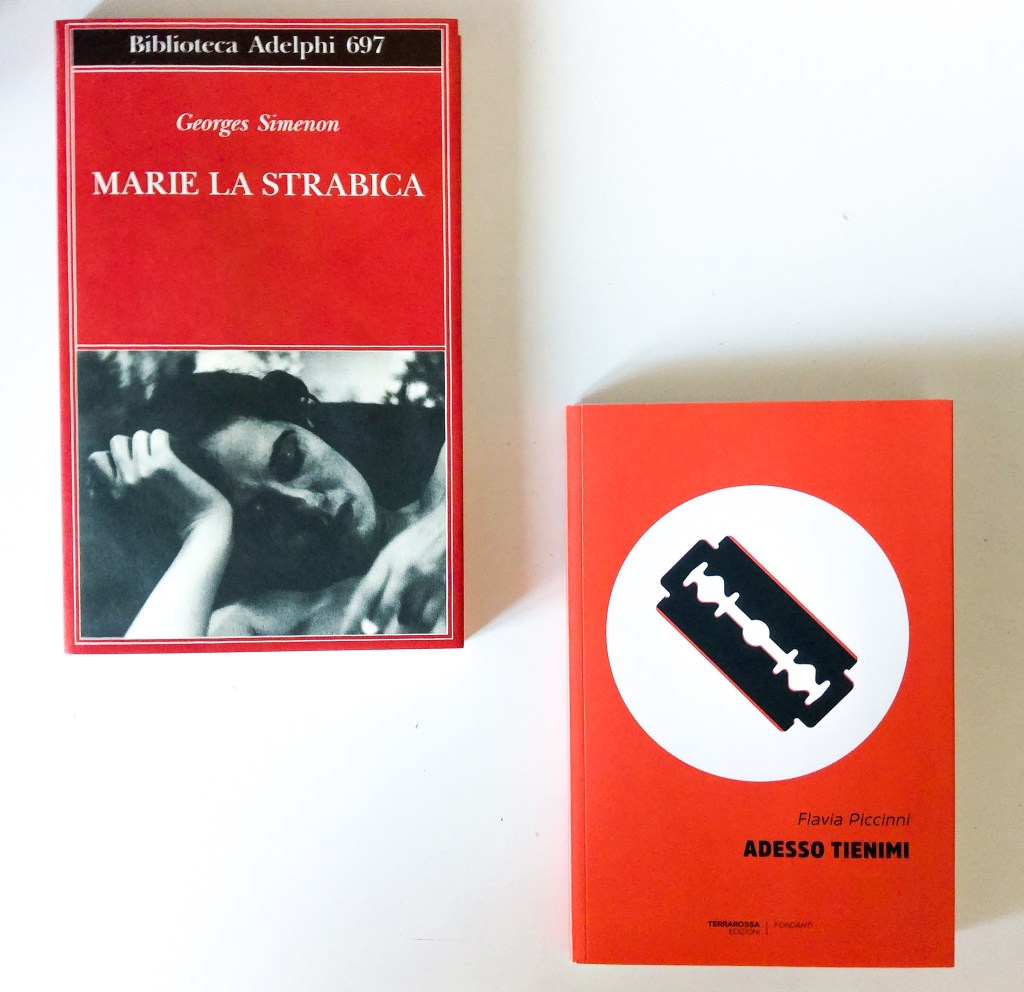 Biblioteca Adelphi 697
Georges Simenon
MARIE LA STRABICA
Flavia Piccinni
ADESSO TIENIMI
TERRAROSSA
EDIZIONI
FONDANTI